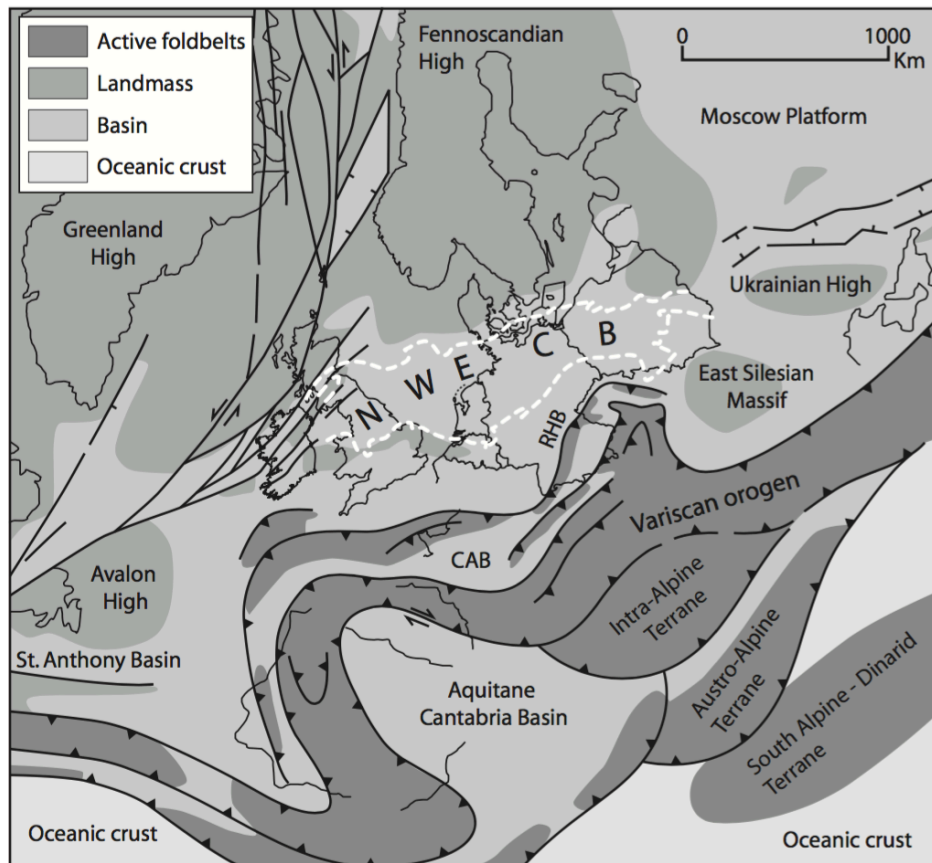 Active foldbelts
Landmass
Basin
Oceanic crust
Fennoscandian
High
0 1000
Km
Moscow Platform
Greenland
High
Ukrainian High
N W E C B
East Silesian
Massif
RHB
Variscan orogen
CAB
Avalon
High
Intra-Alpine
Terrane
St. Anthony Basin
Aquitane
Cantabria Basin
Austro-Alpine
Terrane
South Alpine - Dinarid
Terrane
Oceanic crust
Oceanic crust